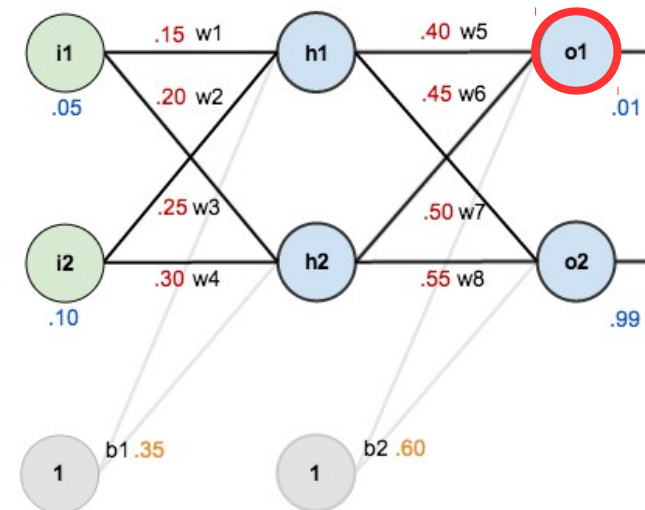 i1
.15 w1
h1
.40 w5
o1
.05
.20 w2
.45 w6
.01
.25 w3
.50 w7
i2
.30 w4
h2
.55 w8
o2
.10
.99
1
b1 .35
1
b2 .60